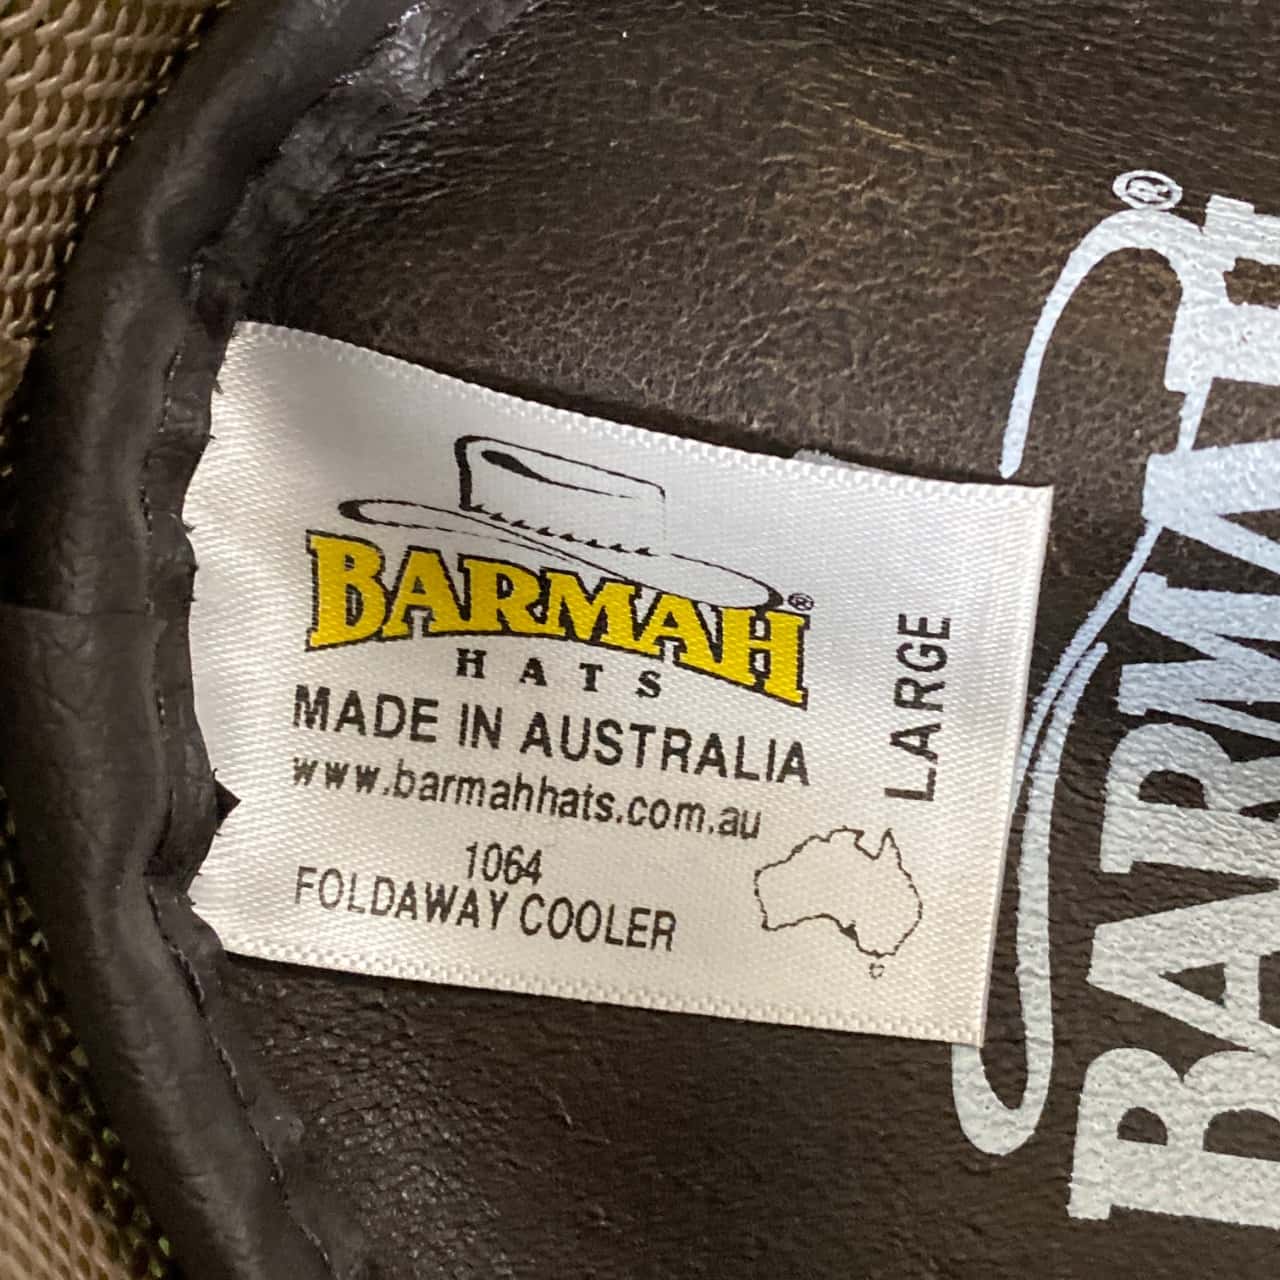 BARMAH®
HATS
MADE IN AUSTRALIA
www.barmahhats.com.au
1064
FOLDAWAY COOLER
LARGE
®
BARMAH